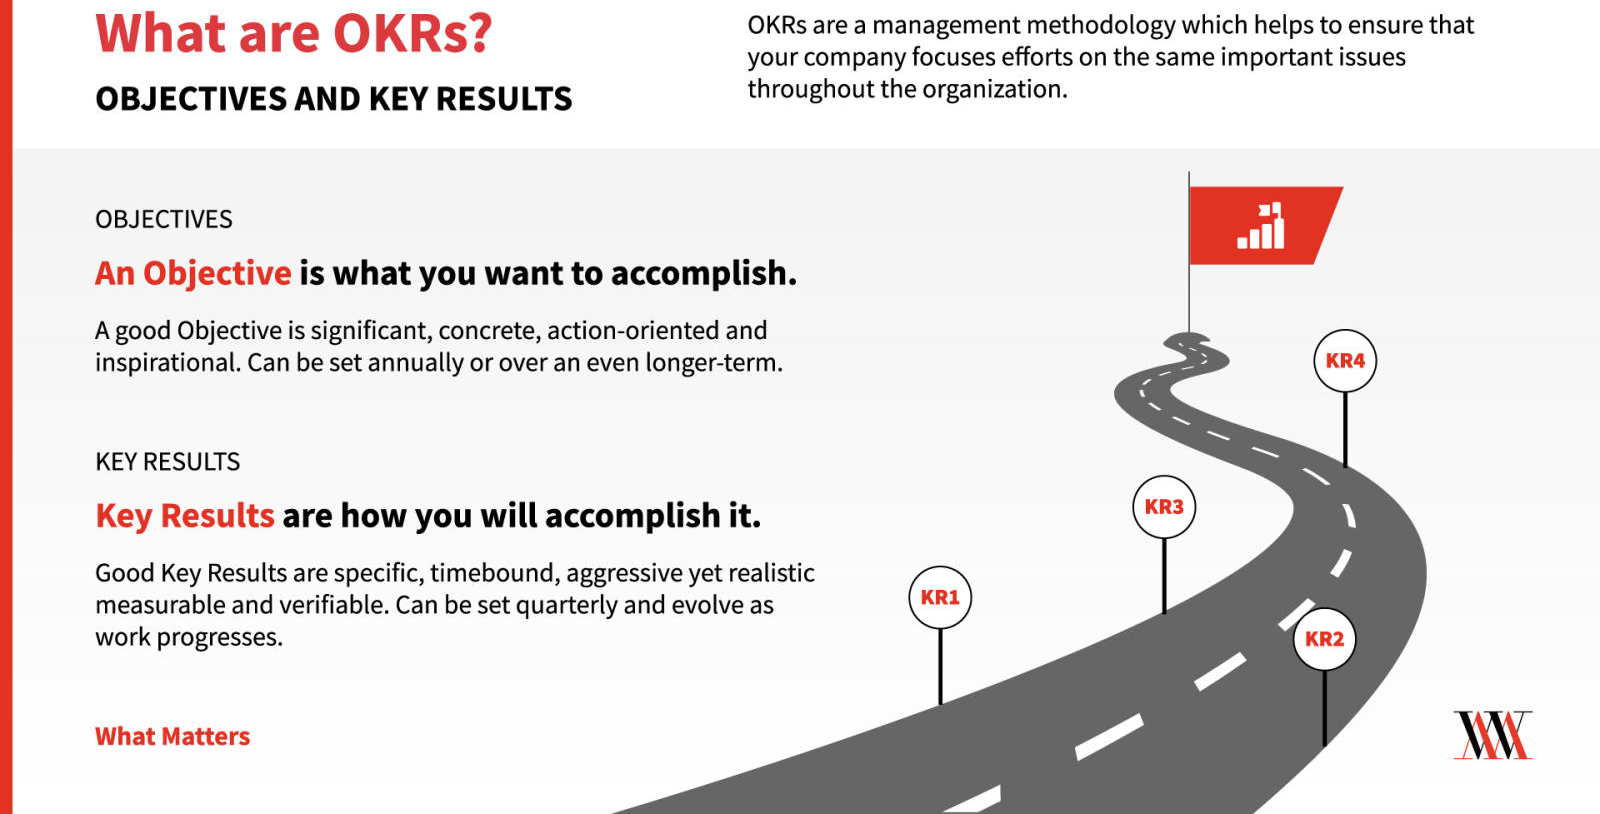 What are OKRs?
OBJECTIVES AND KEY RESULTS
OKRs are a management methodology which helps to ensure that
your company focuses efforts on the same important issues
throughout the organization.
OBJECTIVES
An Objective is what you want to accomplish.
A good Objective is significant, concrete, action-oriented and
inspirational. Can be set annually or over an even longer-term.
KEY RESULTS
Key Results are how you will accomplish it.
Good Key Results are specific, timebound, aggressive yet realistic
measurable and verifiable. Can be set quarterly and evolve as
work progresses.
What Matters
KR4
KR3
KR1
KR2